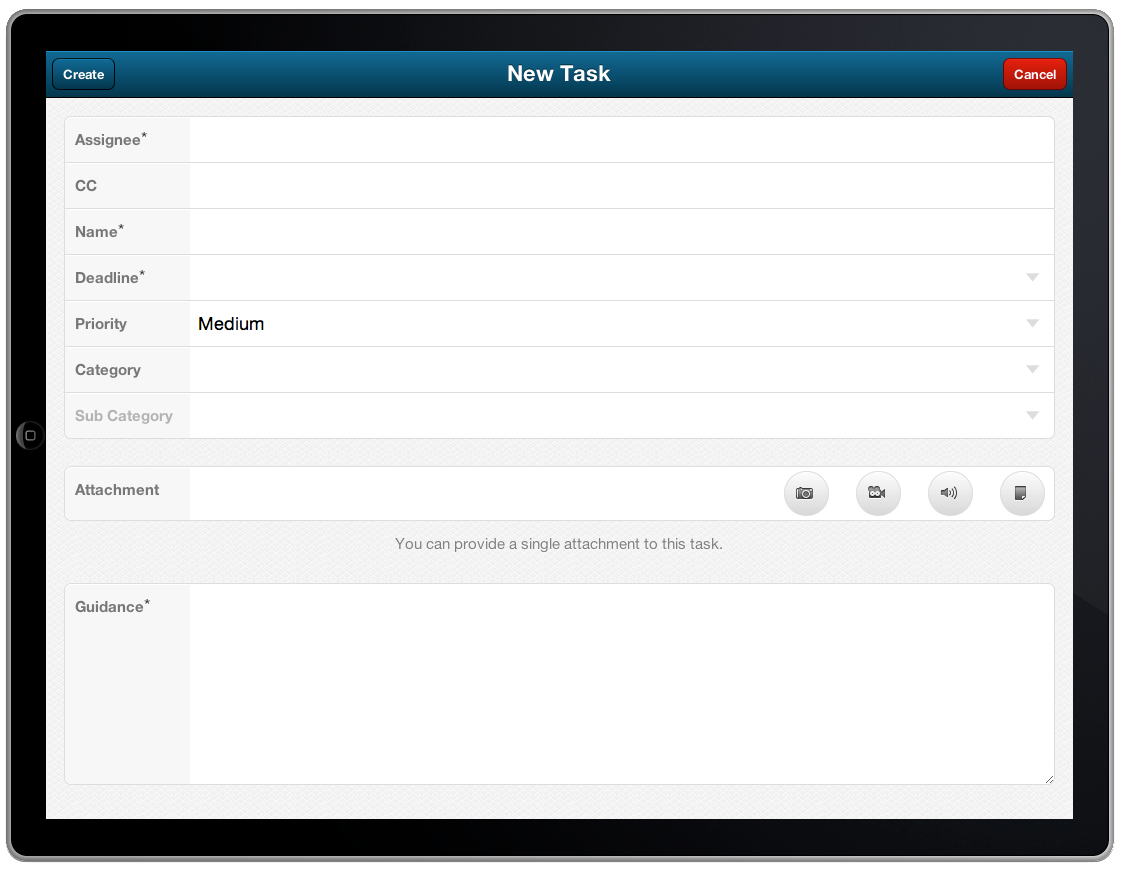 Create New Task Cancel
Assignee*
CC
Name*
Deadline*
Priority Medium
Category
Sub Category
Attachment
You can provide a single attachment to this task.
Guidance*